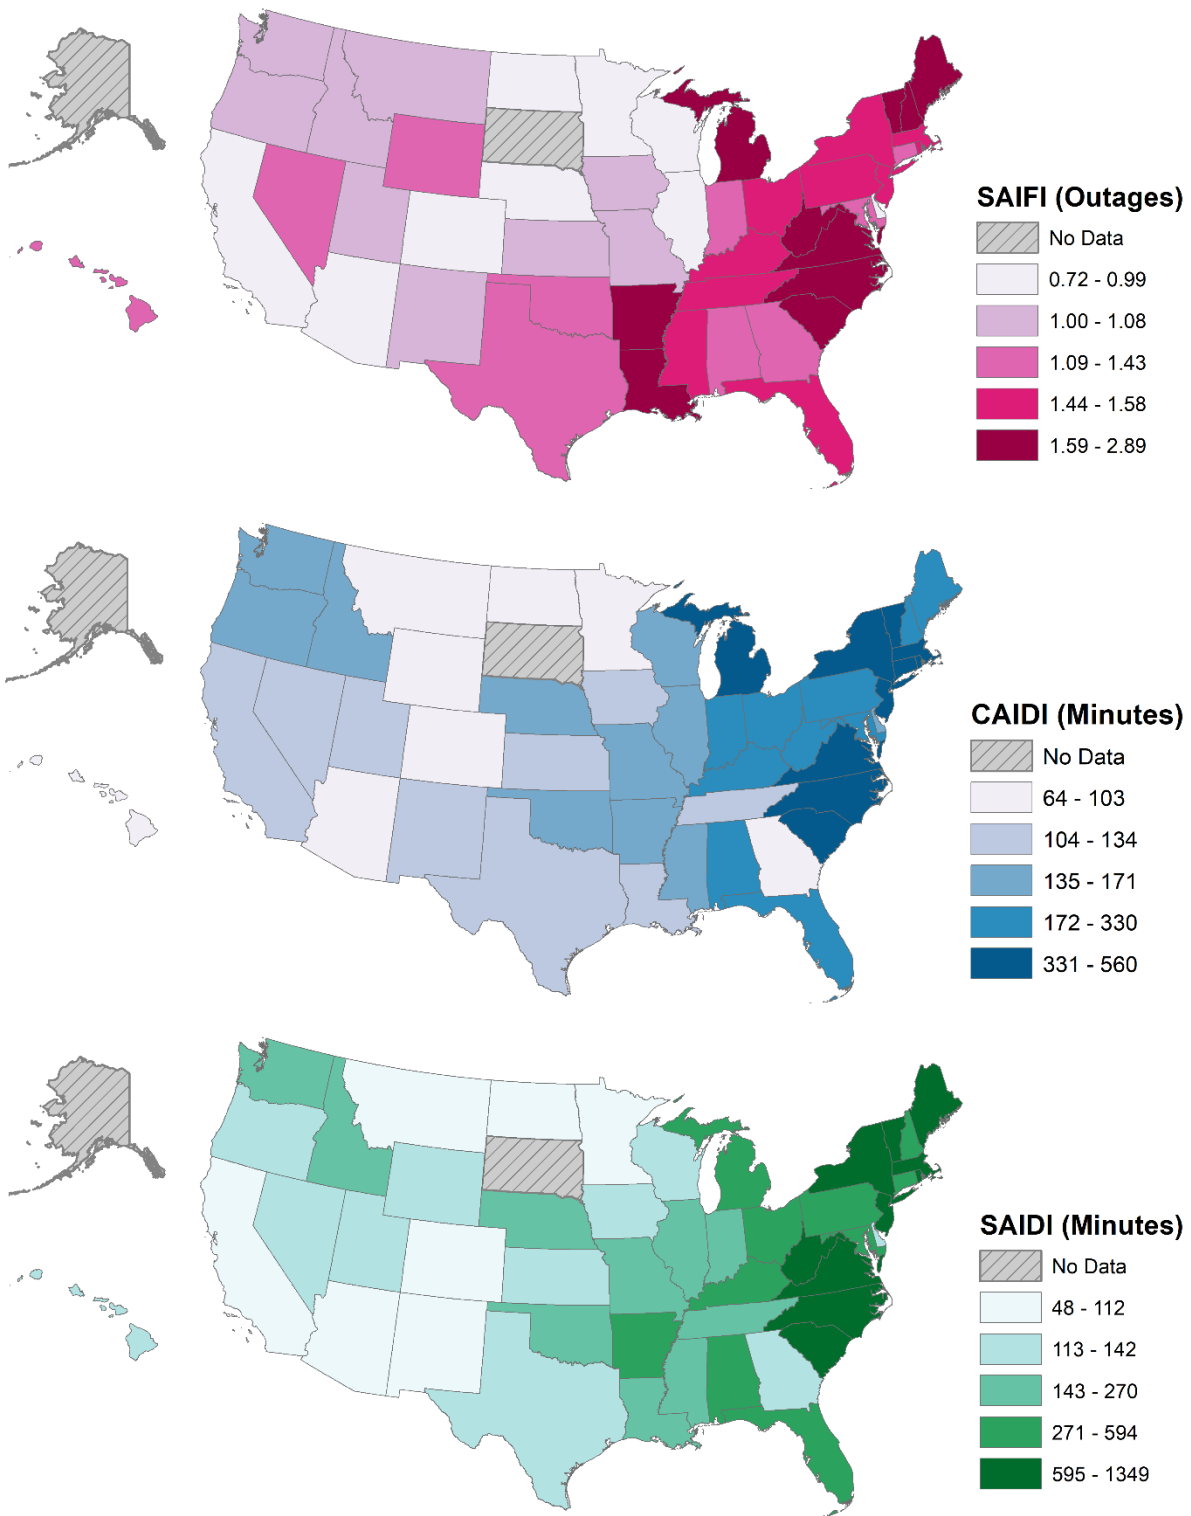 SAIFI (Outages)
No Data
0.72 - 0.99
1.00 - 1.08
1.09 - 1.43
1.44 - 1.58
1.59 - 2.89
CAIDI (Minutes)
No Data
64 - 103
104 - 134
135 - 171
172 - 330
331 - 560
SAIDI (Minutes)
No Data
48 - 112
113 - 142
143 - 270
271 - 594
595 - 1349